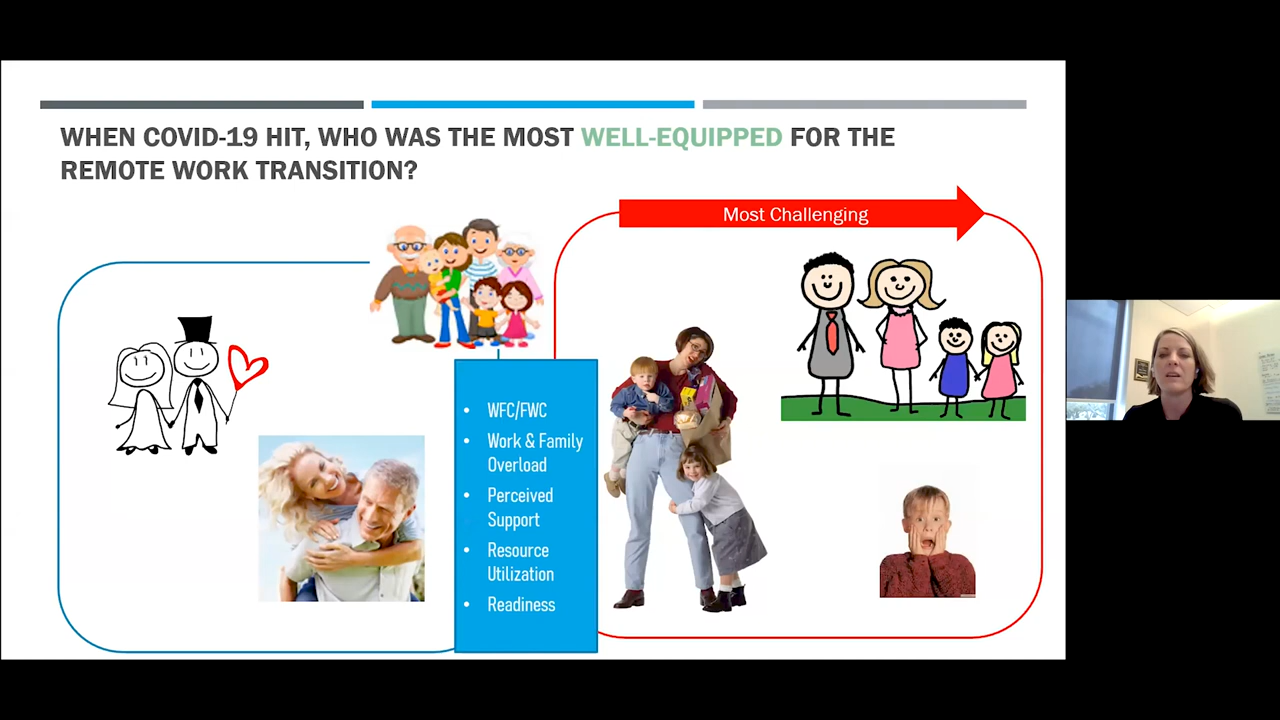 WHEN COVID-19 HIT, WHO WAS THE MOST WELL-EQUIPPED FOR THE
REMOTE WORK TRANSITION?
Most Challenging
• WFC/FWC
• Work & Family
Overload
• Perceived
Support
• Resource
Utilization
• Readiness